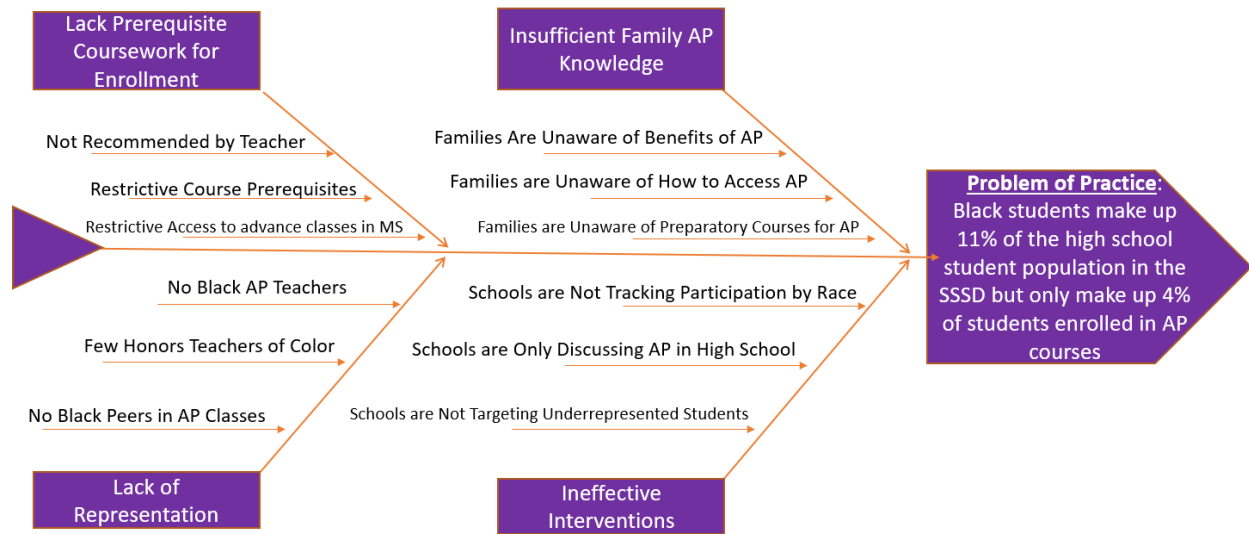 Lack Prerequisite
Coursework for
Enrollment
Insufficient Family AP
Knowledge
Not Recommended by Teacher
Restrictive Course Prerequisites
Restrictive Access to advance classes in MS
Families Are Unaware of Benefits of AP
Families are Unaware of How to Access AP
Families are Unaware of Preparatory Courses for AP
Problem of Practice:
Black students make up
11% of the high school
student population in the
SSSD but only make up 4%
of students enrolled in AP
courses
No Black AP Teachers
Few Honors Teachers of Color
No Black Peers in AP Classes
Schools are Not Tracking Participation by Race
Schools are Only Discussing AP in High School
Schools are Not Targeting Underrepresented Students
Lack of
Representation
Ineffective
Interventions